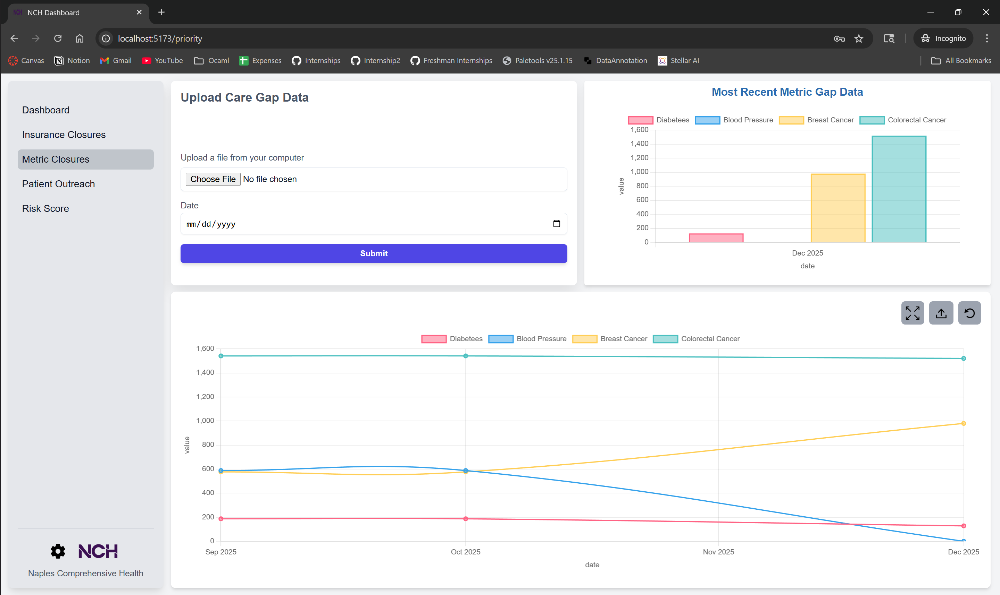 NCH NCH Dashboard
localhost:5173/priority
Incognito
Canvas Notion Gmail YouTube Ocaml Expenses Internships Internship2 Freshman Internships Paletools v25.1.15 DataAnnotation Stellar AI All Bookmarks
Dashboard
Insurance Closures
Metric Closures
Patient Outreach
Risk Score
NCH
Naples Comprehensive Health
Upload Care Gap Data
Upload a file from your computer
Choose File No file chosen
Date
mm/dd/yyyy
Submit
Most Recent Metric Gap Data
Diabetees Blood Pressure Breast Cancer Colorectal Cancer
1,600
1,400
1,200
1,000
800
600
400
200
0
value
Dec 2025
date
Diabetees Blood Pressure Breast Cancer Colorectal Cancer
1,600
1,400
1,200
1,000
800
600
400
200
0
value
Sep 2025 Oct 2025 Nov 2025 Dec 2025
date